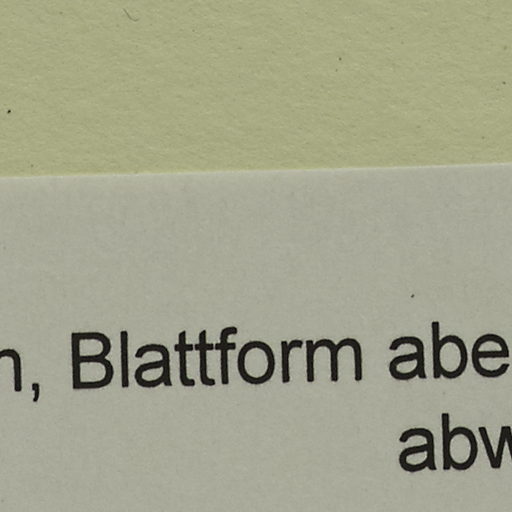 n, Blattform abe
abw